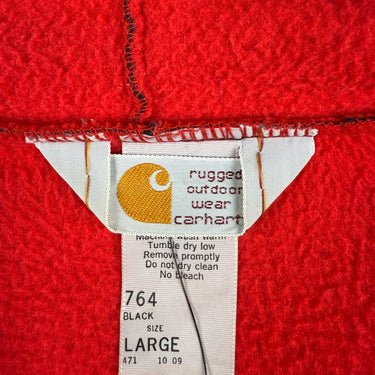 rugged
outdoor
wear
carhartt
Machine Wash Warm
Tumble dry low
Remove promptly
Do not dry clean
No bleach
764
BLACK
SIZE
LARGE
471 10 09